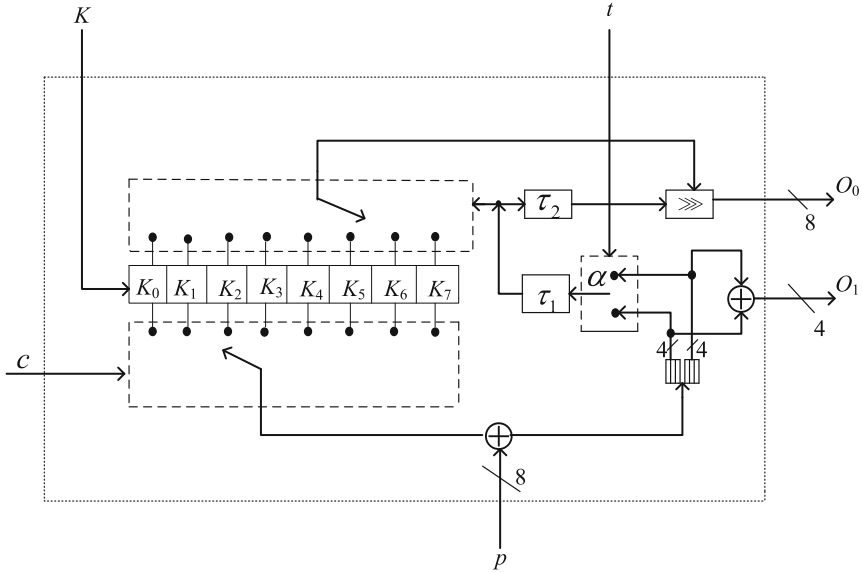 K
t
τ₂
⋙
O₀
8
K₀ K₁ K₂ K₃ K₄ K₅ K₆ K₇
τ₁
α
O₁
4
4 4
c
8
p